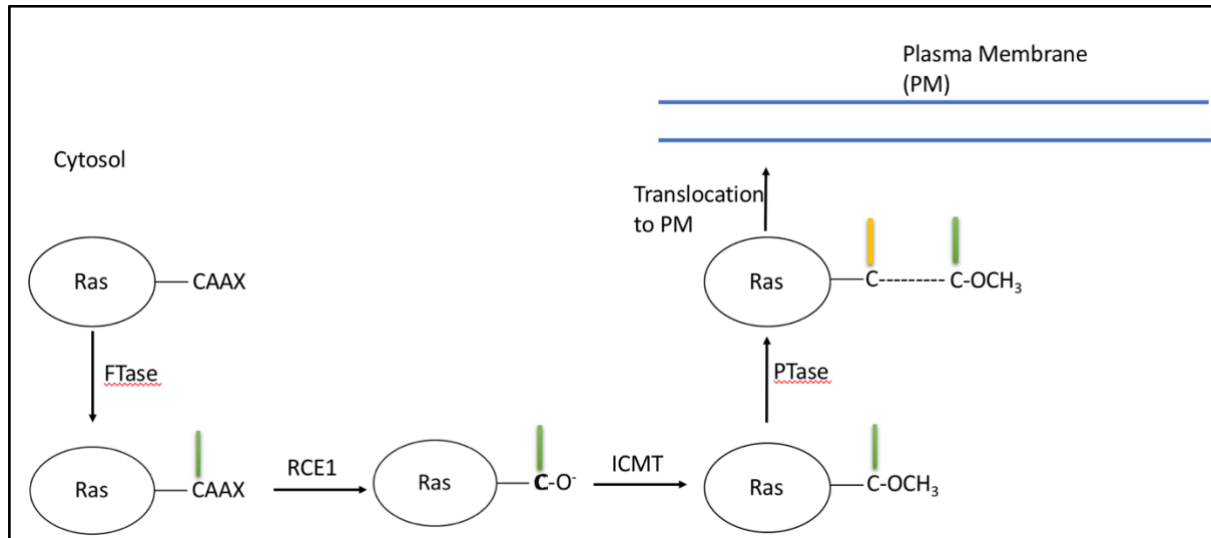 Plasma Membrane
(PM)
Cytosol
Translocation
to PM
Ras
CAAX
Ras
C---------C-OCH₃
FTase
PTase
Ras
CAAX
RCE1
Ras
C-O⁻
ICMT
Ras
C-OCH₃